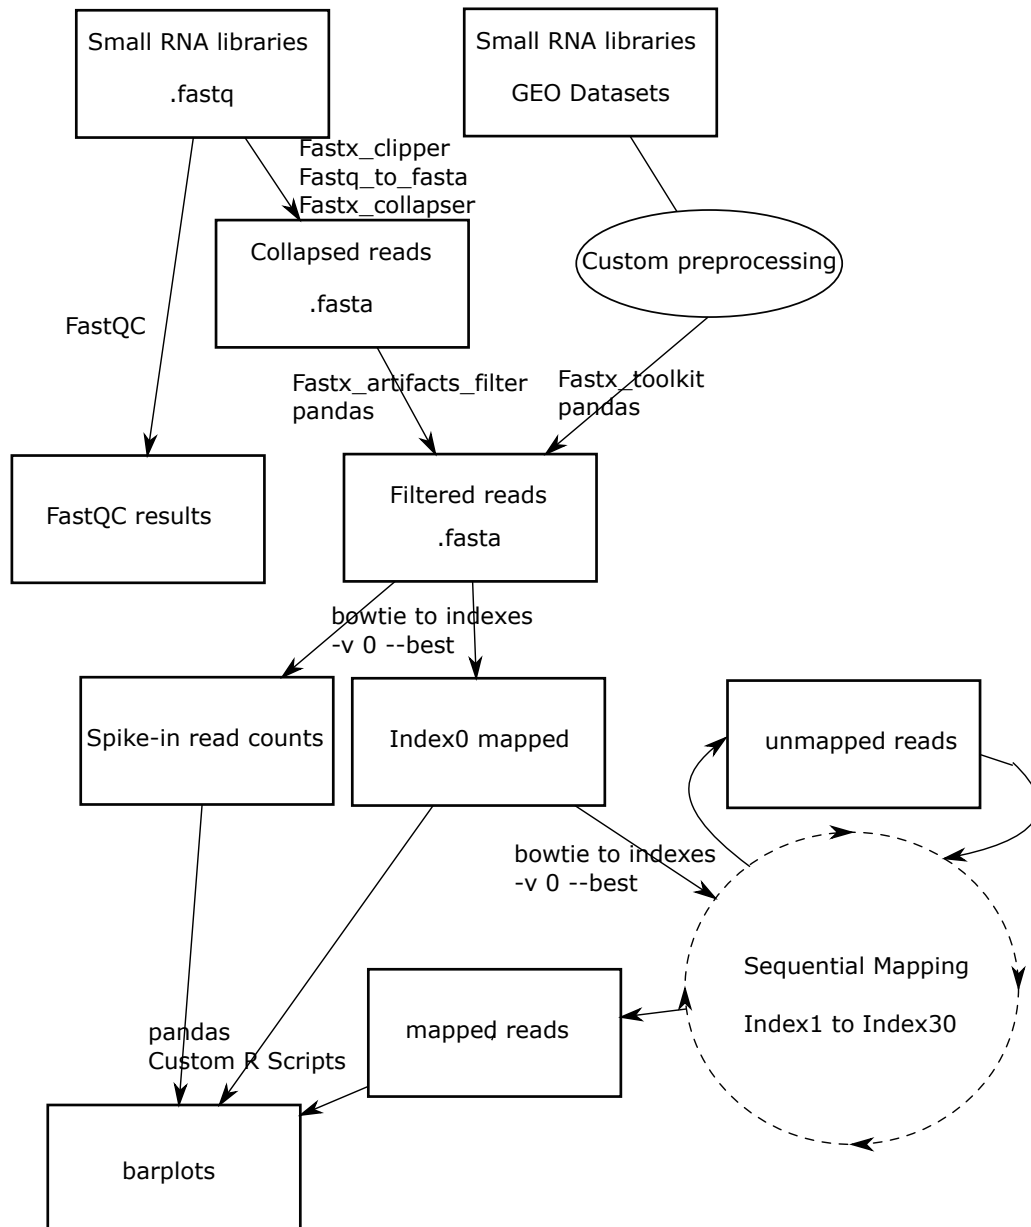 Small RNA libraries
.fastq
Small RNA libraries
GEO Datasets
Fastx_clipper
Fastq_to_fasta
Fastx_collapser
Collapsed reads
.fasta
Custom preprocessing
FastQC
Fastx_artifacts_filter
pandas
Fastx_toolkit
pandas
FastQC results
Filtered reads
.fasta
bowtie to indexes
-v 0 --best
Spike-in read counts
Index0 mapped
unmapped reads
bowtie to indexes
-v 0 --best
Sequential Mapping
Index1 to Index30
mapped reads
pandas
Custom R Scripts
barplots